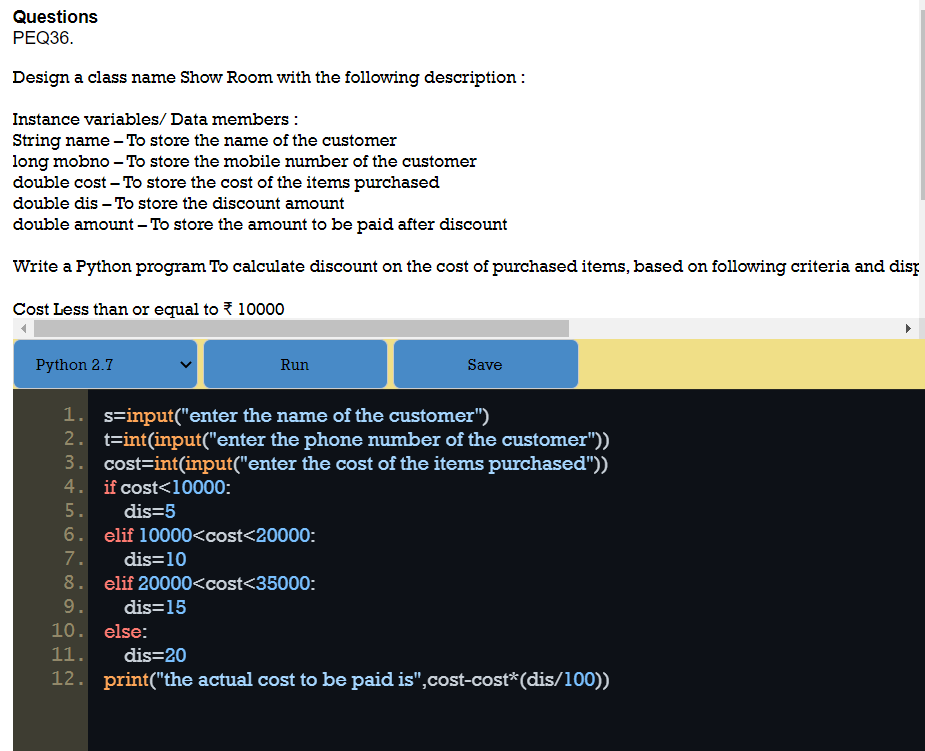 Questions
PEQ36.
Design a class name Show Room with the following description :
Instance variables/ Data members :
String name – To store the name of the customer
long mobno – To store the mobile number of the customer
double cost – To store the cost of the items purchased
double dis – To store the discount amount
double amount – To store the amount to be paid after discount
Write a Python program To calculate discount on the cost of purchased items, based on following criteria and
Cost Less than or equal to ₹ 10000
Python 2.7 Run Save
1. s=input("enter the name of the customer")
2. t=int(input("enter the phone number of the customer"))
3. cost=int(input("enter the cost of the items purchased"))
4. if cost<10000:
5. dis=5
6. elif 10000<cost<20000:
7. dis=10
8. elif 20000<cost<35000:
9. dis=15
10. else:
11. dis=20
12. print("the actual cost to be paid is",cost-cost*(dis/100))